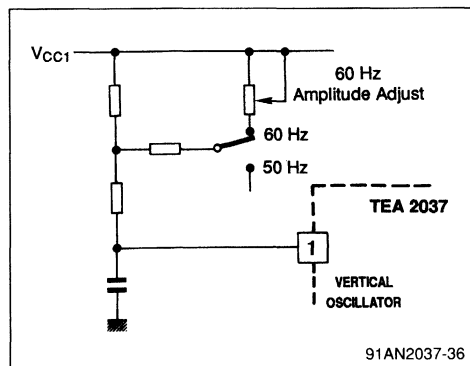 VCC1
60 Hz
Amplitude Adjust
60 Hz
50 Hz
TEA 2037
1
VERTICAL
OSCILLATOR
91AN2037-36